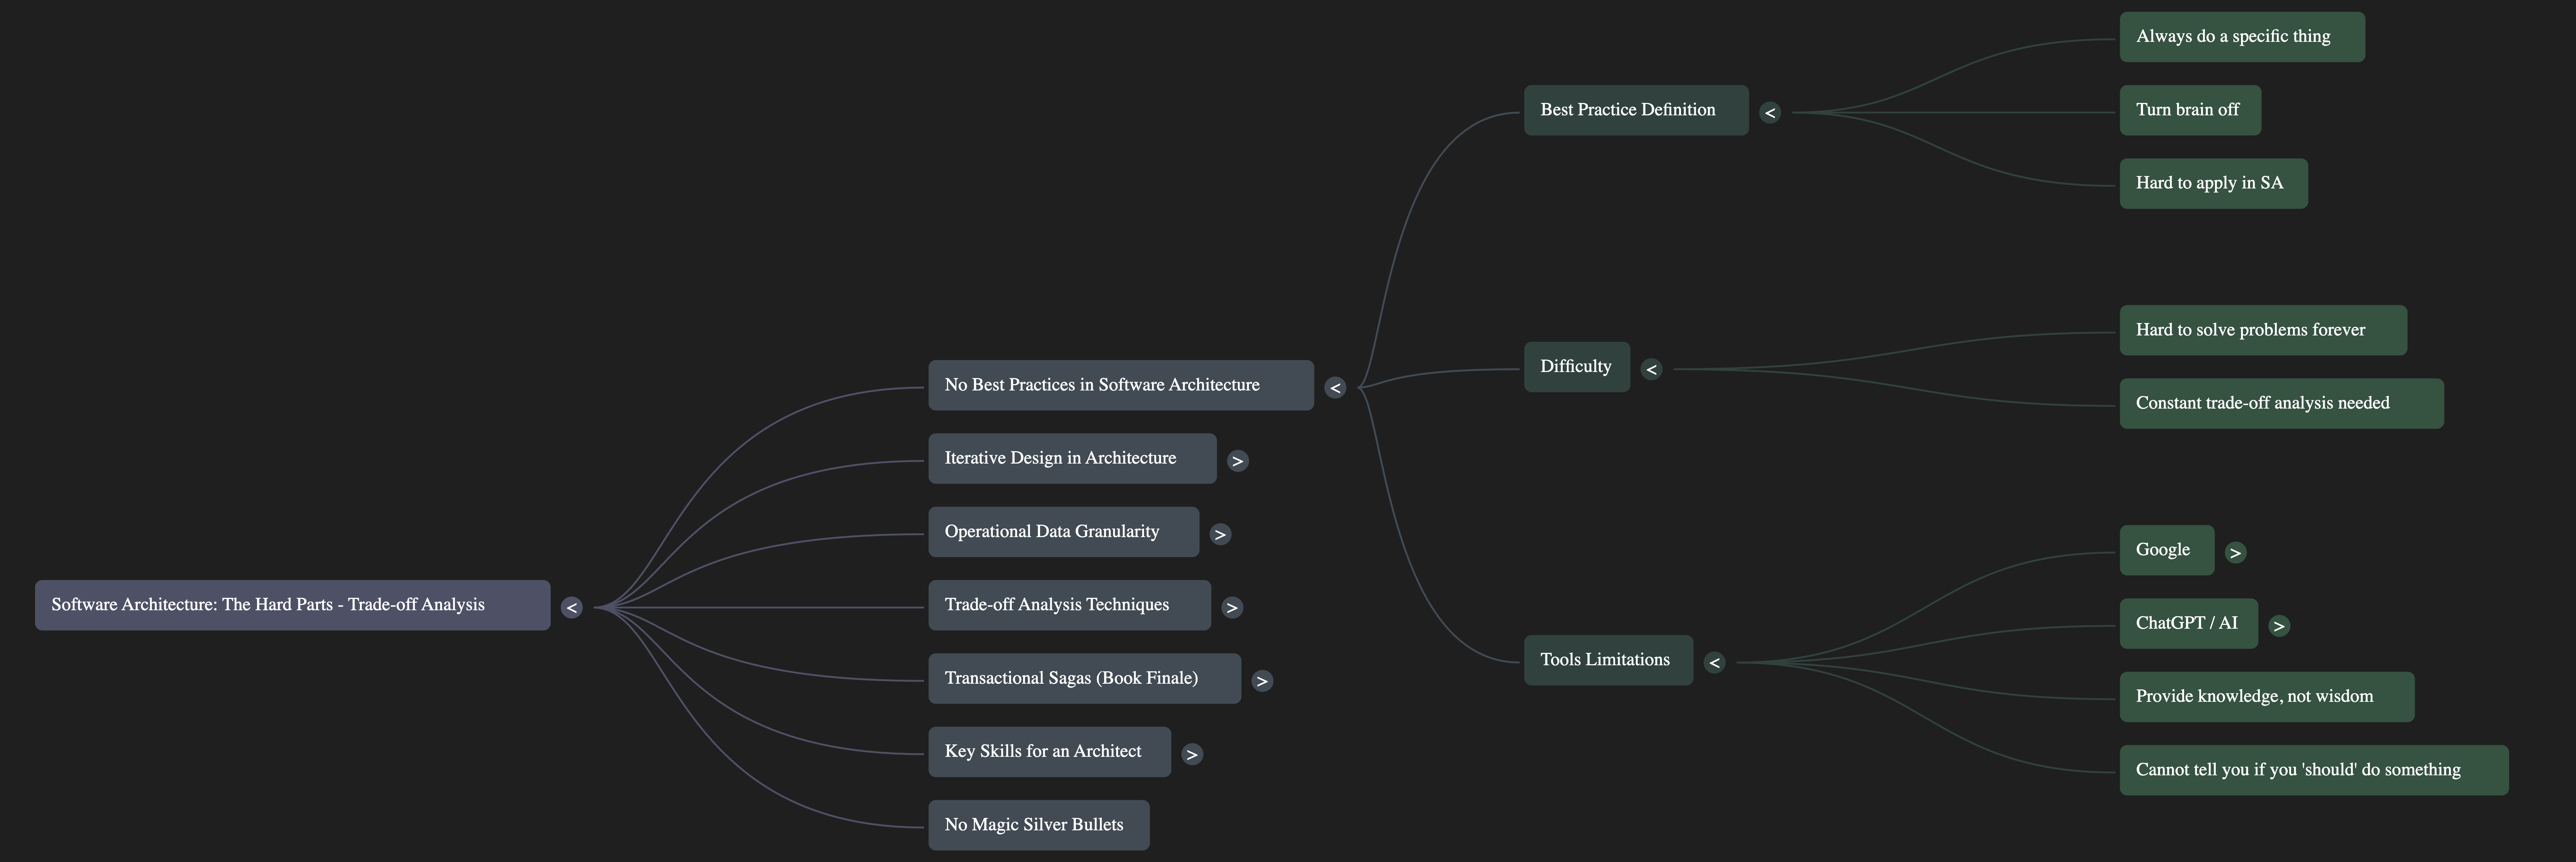 Software Architecture: The Hard Parts - Trade-off Analysis
<
No Best Practices in Software Architecture
<
Best Practice Definition
<
Always do a specific thing
Turn brain off
Hard to apply in SA
Difficulty
<
Hard to solve problems forever
Constant trade-off analysis needed
Tools Limitations
<
Google
>
ChatGPT / AI
>
Provide knowledge, not wisdom
Cannot tell you if you 'should' do something
Iterative Design in Architecture
>
Operational Data Granularity
>
Trade-off Analysis Techniques
>
Transactional Sagas (Book Finale)
>
Key Skills for an Architect
>
No Magic Silver Bullets